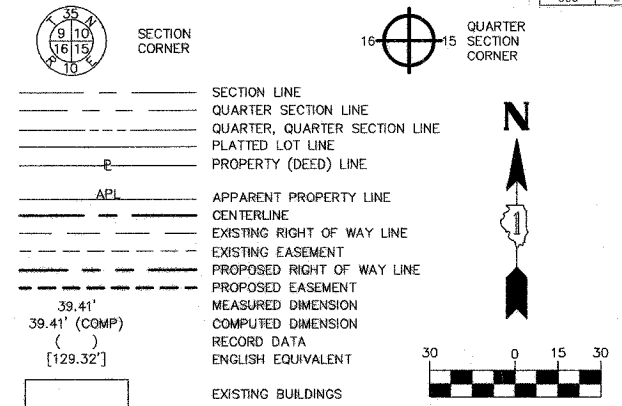 T 35 N
9 10
16 15
R 10 E
SECTION
CORNER
16 15
QUARTER
SECTION
CORNER
SECTION LINE
QUARTER SECTION LINE
QUARTER, QUARTER SECTION LINE
PLATTED LOT LINE
PROPERTY (DEED) LINE
APL APPARENT PROPERTY LINE
CENTERLINE
EXISTING RIGHT OF WAY LINE
EXISTING EASEMENT
PROPOSED RIGHT OF WAY LINE
PROPOSED EASEMENT
39.41' MEASURED DIMENSION
39.41' (COMP) COMPUTED DIMENSION
( ) RECORD DATA
[129.32'] ENGLISH EQUIVALENT
EXISTING BUILDINGS
N
1
30 0 15 30